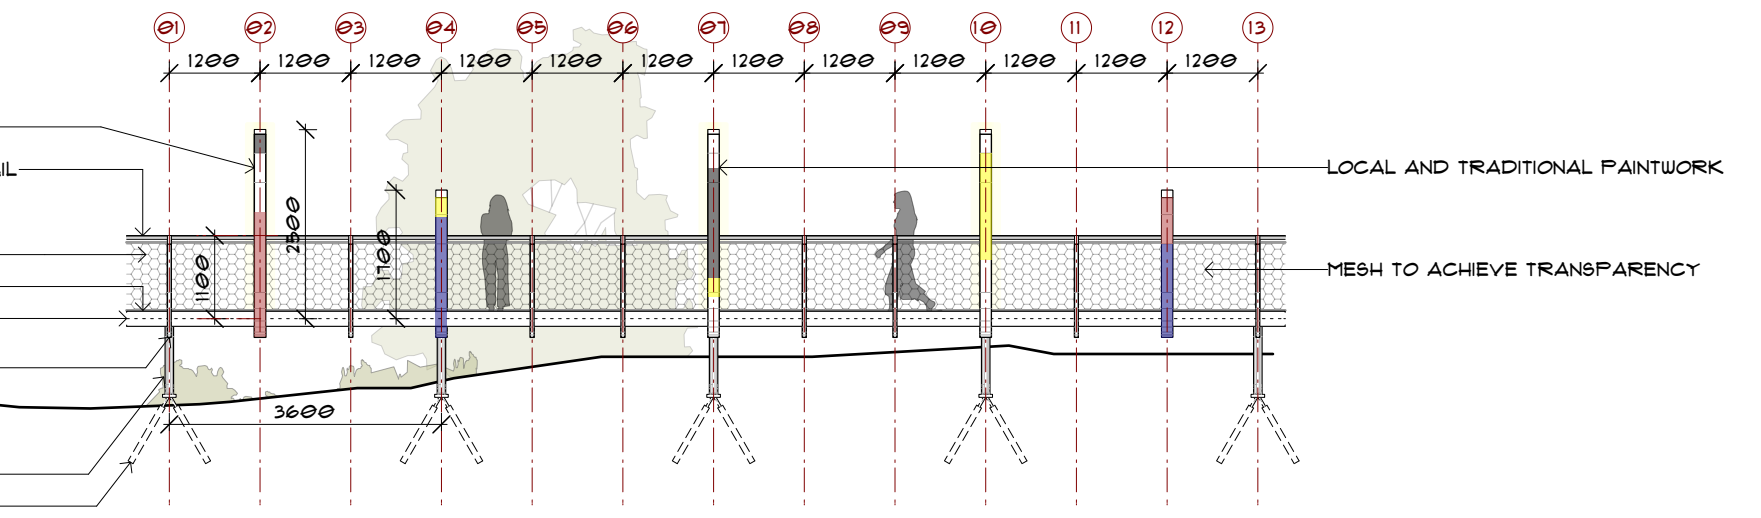 01 02 03 04 05 06 07 08 09 10 11 12 13
1200 1200 1200 1200 1200 1200 1200 1200 1200 1200 1200 1200
LOCAL AND TRADITIONAL PAINTWORK
2500
1700
1100
MESH TO ACHIEVE TRANSPARENCY
3600